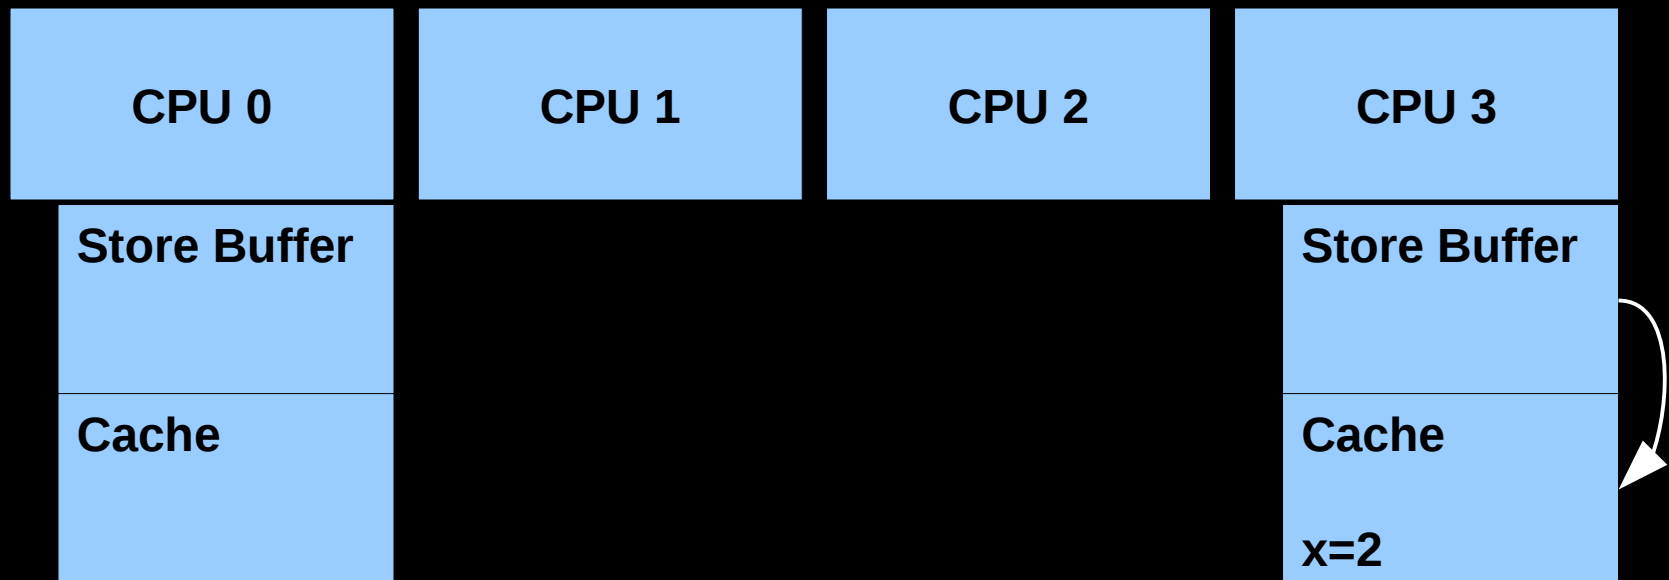 CPU 0
CPU 1
CPU 2
CPU 3
Store Buffer
Store Buffer
Cache
Cache
x=2